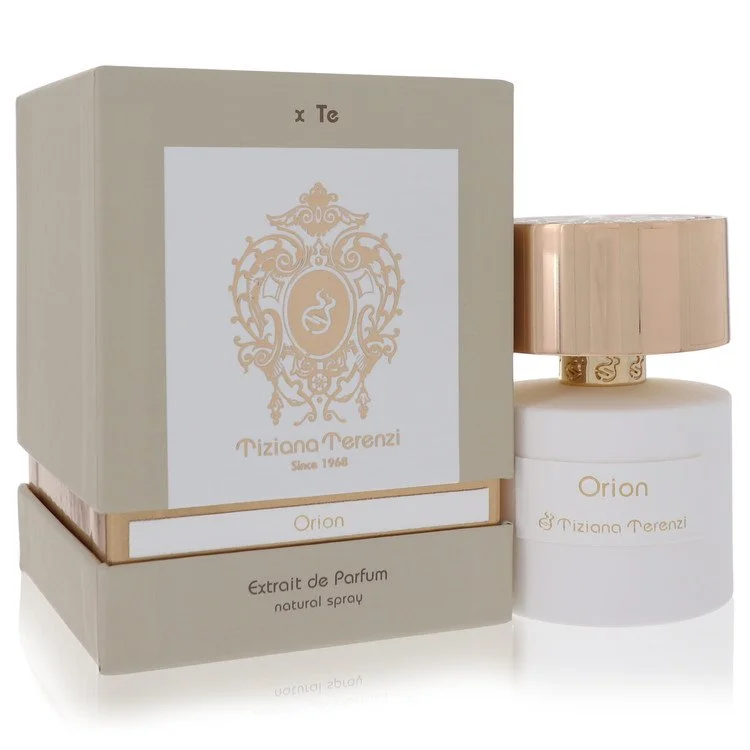 x Te
Tiziana Terenzi
Since 1968
Orion
Extrait de Parfum
natural spray
Orion
Tiziana Terenzi